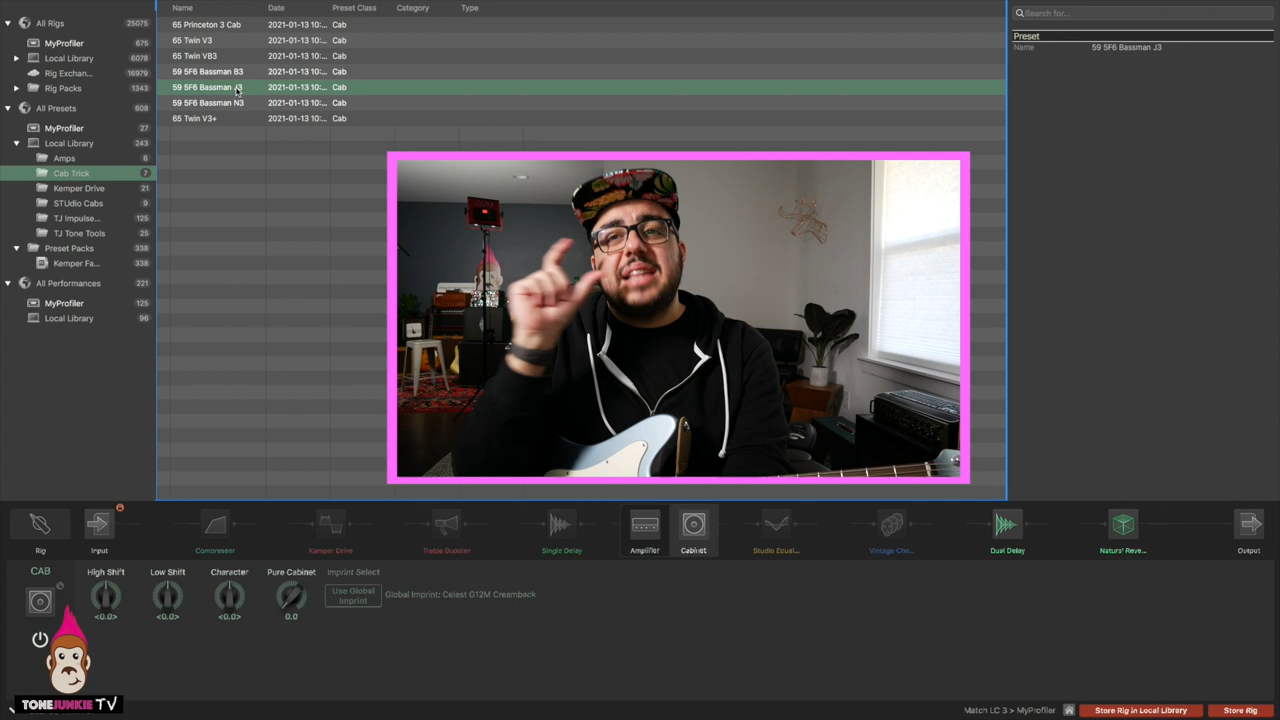 All Rigs 25075
MyProfiler 675
Local Library 6078
Rig Exchan... 16979
Rig Packs 1343
All Presets 608
MyProfiler 27
Local Library 243
Amps 6
Cab Trick 7
Kemper Drive 21
STUdio Cabs 9
TJ Impulse... 125
TJ Tone Tools 25
Preset Packs 338
Kemper Fa... 338
All Performances 221
MyProfiler 125
Local Library 96
Name Date Preset Class Category Type
65 Princeton 3 Cab 2021-01-13 10:... Cab
65 Twin V3 2021-01-13 10:... Cab
65 Twin VB3 2021-01-13 10:... Cab
59 5F6 Bassman B3 2021-01-13 10:... Cab
59 5F6 Bassman J3 2021-01-13 10:... Cab
59 5F6 Bassman N3 2021-01-13 10:... Cab
65 Twin V3+ 2021-01-13 10:... Cab
Search for...
Preset
Name 59 5F6 Bassman J3
Rig Input Compressor Kemper Drive Treble Booster Single Delay Amplifier Cabinet Studio Equal... Vintage Cho... Dual Delay Natural Reve... Output
CAB
High Shift Low Shift Character Pure Cabinet Imprint Select
Use Global Imprint Global Imprint: Celest G12M Creamback
<0.0> <0.0> <0.0> 0.0
TONEJUNKIE TV
Match LC 3 > MyProfiler Store Rig in Local Library Store Rig